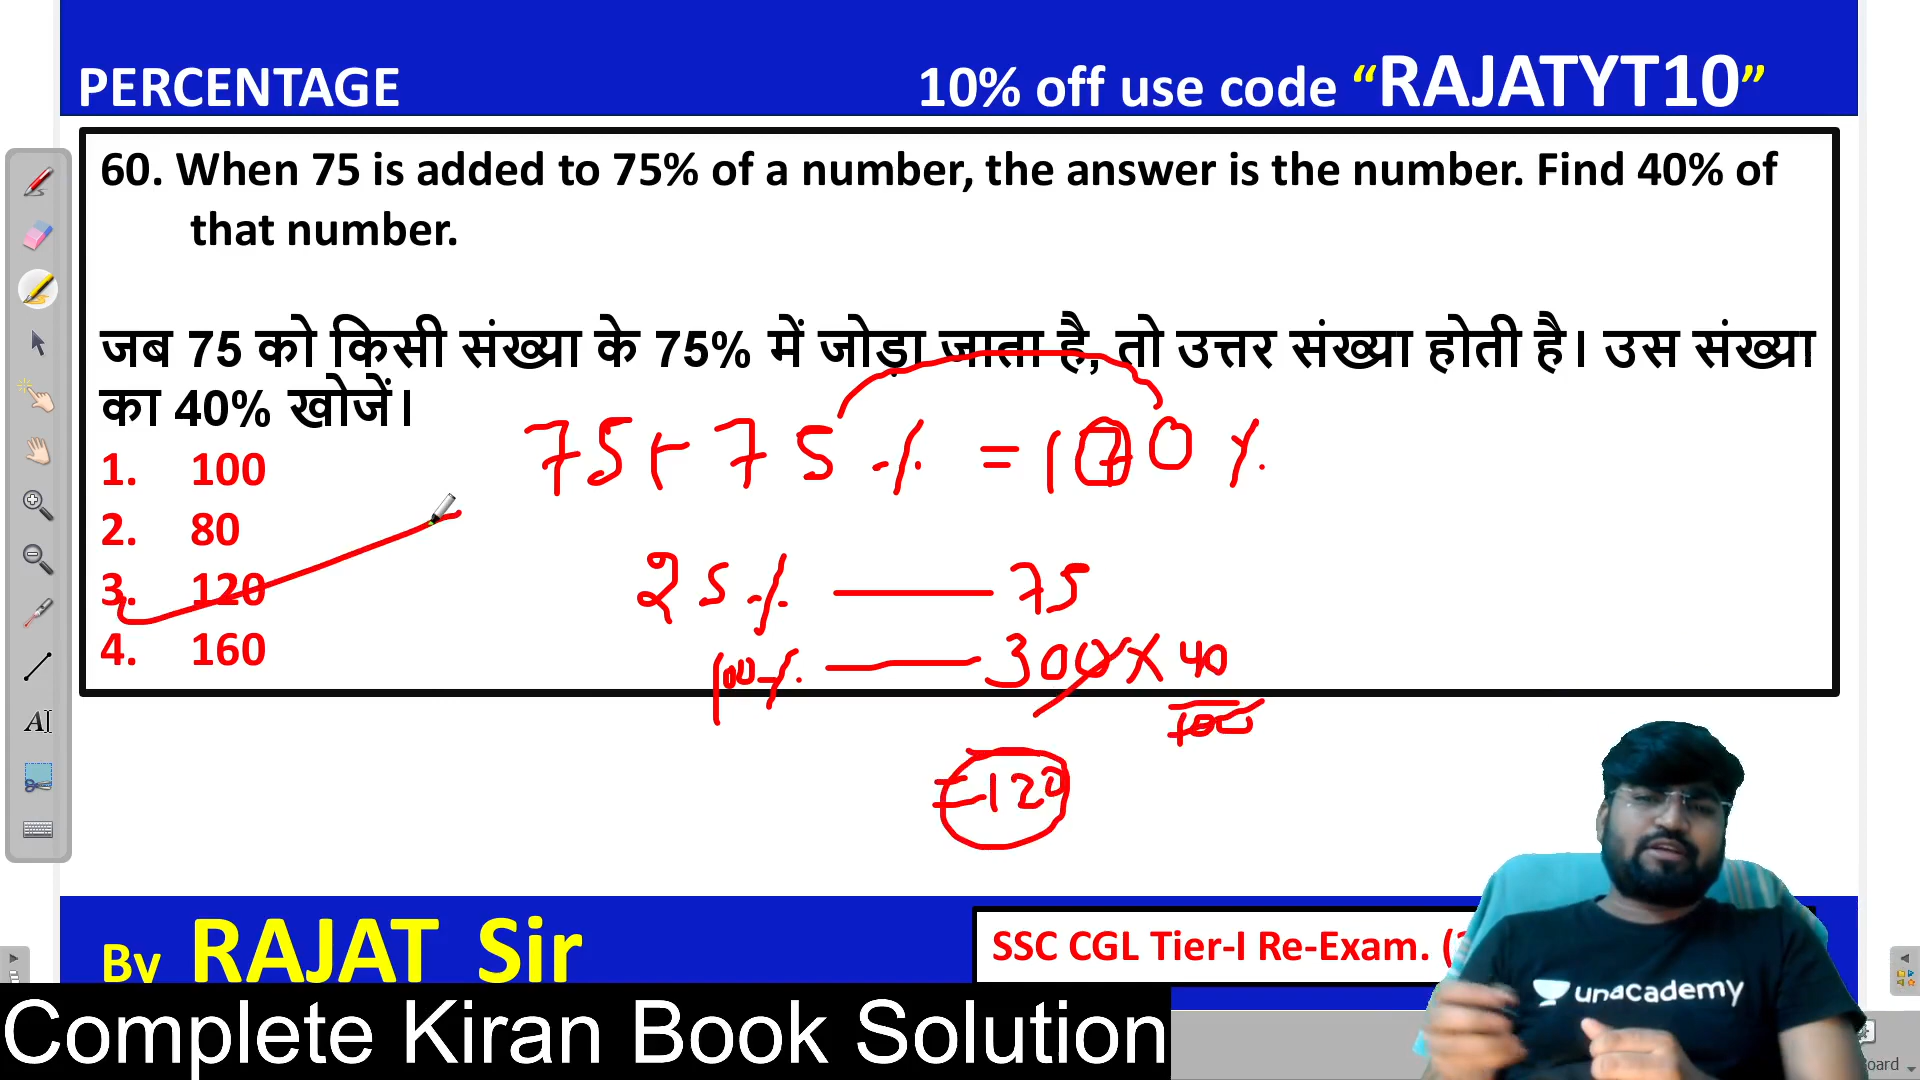 PERCENTAGE
10% off use code “RAJATYT10”
60. When 75 is added to 75% of a number, the answer is the number. Find 40% of
that number.
जब 75 को किसी संख्या के 75% में जोड़ा जाता है, तो उत्तर संख्या होती है। उस संख्या
का 40% खोजें।
1. 100
2. 80
3. 120
4. 160
75+75% = 100%
25% — 75
100% — 300 × 40
100
=120
By RAJAT Sir
SSC CGL Tier-I Re-Exam.
unacademy
Complete Kiran Book Solution